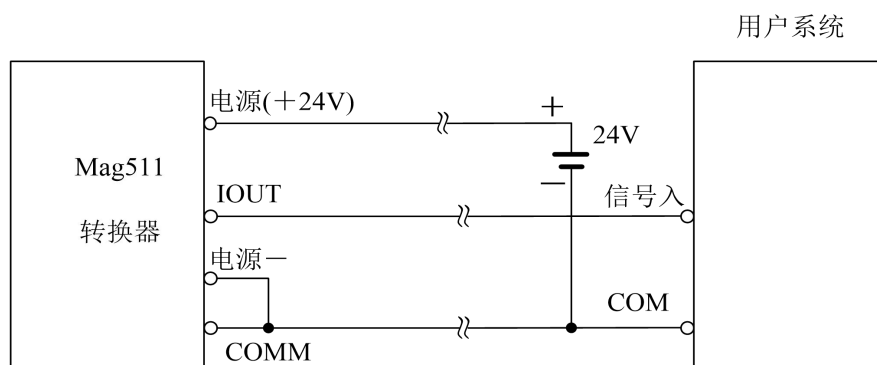 用户系统
电源(＋24V)
＋
24V
Mag511
－
IOUT
信号入
转换器
电源－
COM
COMM